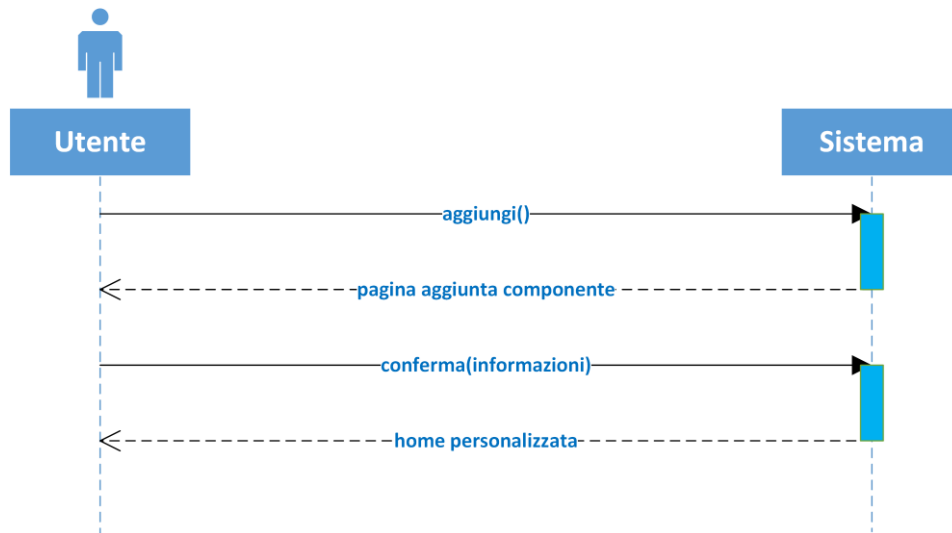 Utente
Sistema
aggiungi()
pagina aggiunta componente
conferma(informazioni)
home personalizzata